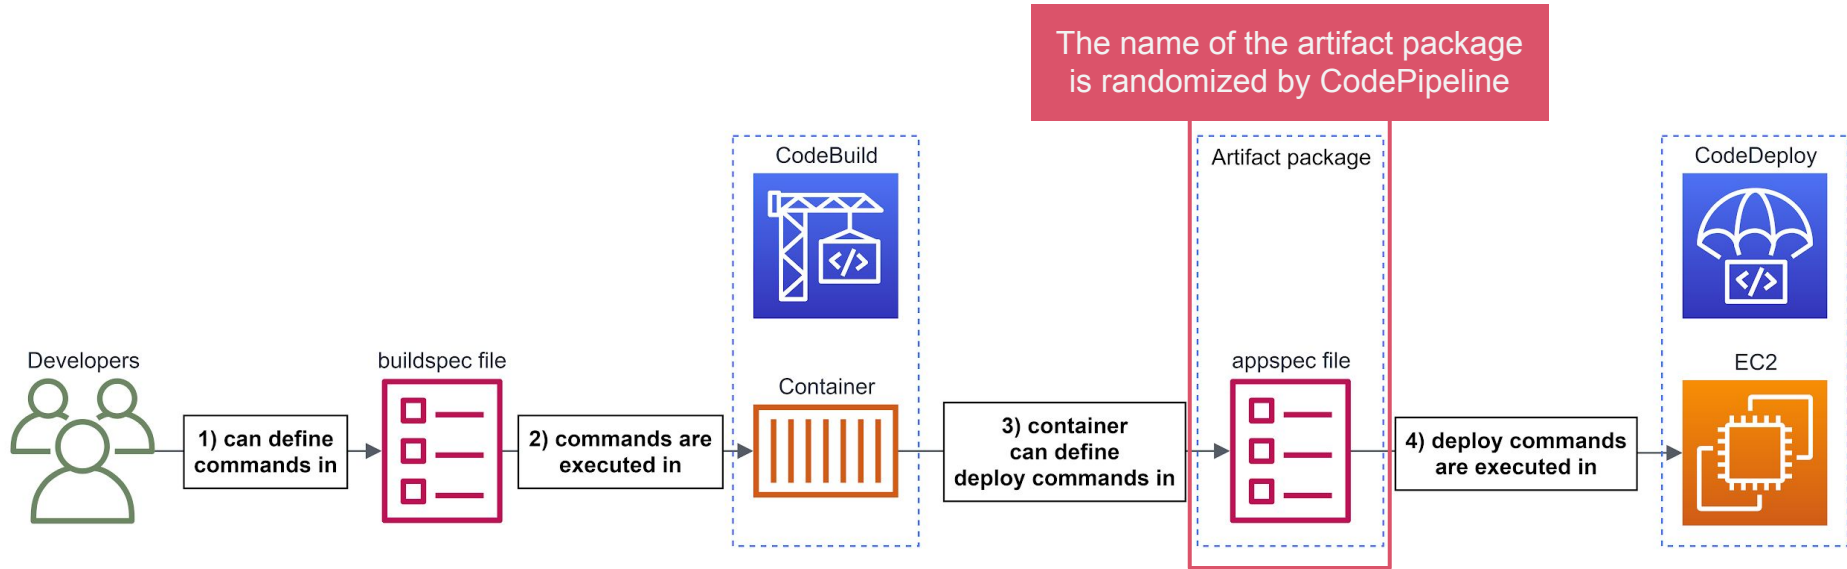 The name of the artifact package
is randomized by CodePipeline
CodeBuild
Artifact package
CodeDeploy
</>
</>
Developers
buildspec file
Container
appspec file
EC2
1) can define
commands in
2) commands are
executed in
3) container
can define
deploy commands in
4) deploy commands
are executed in